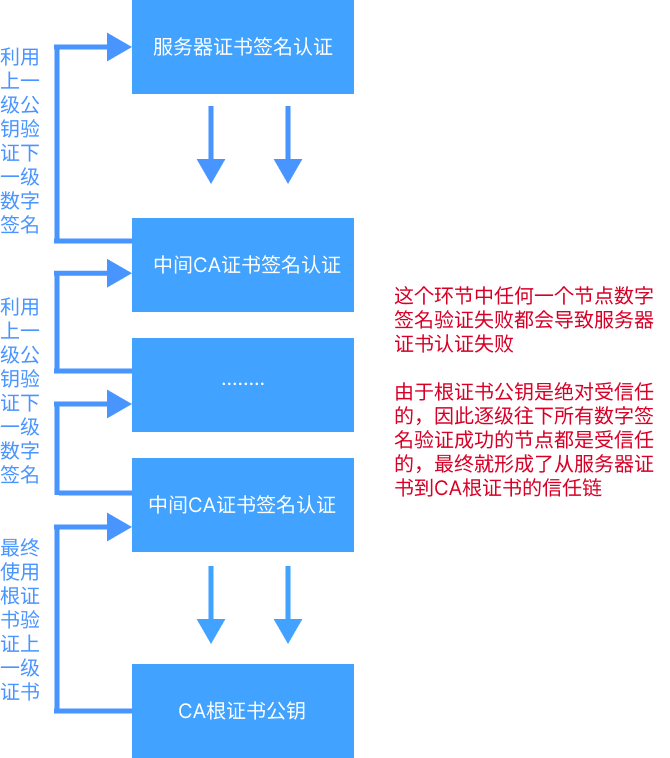 服务器证书签名认证
利用
上一
级公
钥验
证下
一级
数字
签名
中间CA证书签名认证
利用
上一
级公
钥验
证下
一级
数字
签名
........
中间CA证书签名认证
最终
使用
根证
书验
证上
一级
证书
CA根证书公钥
这个环节中任何一个节点数字
签名验证失败都会导致服务器
证书认证失败
由于根证书公钥是绝对受信任
的，因此逐级往下所有数字签
名验证成功的节点都是受信任
的，最终就形成了从服务器证
书到CA根证书的信任链